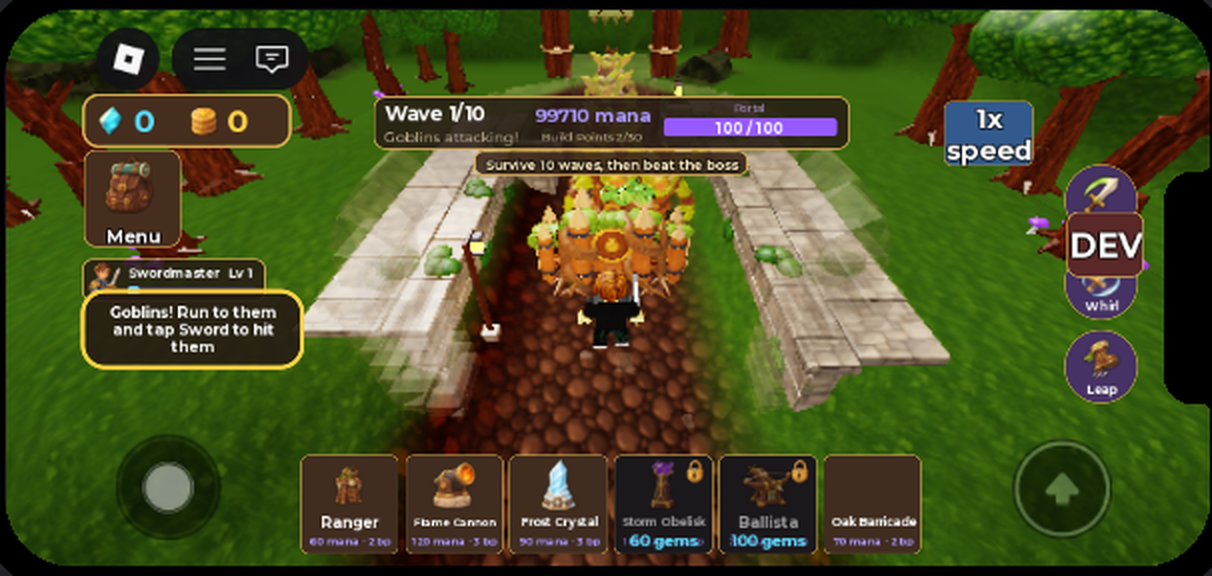 0 0
Wave 1/10
99710 mana
Portal
100/100
Goblins attacking!
Build Points 2/30
Survive 10 waves, then beat the boss
1x
speed
Menu
DEV
Swordmaster Lv 1
Goblins! Run to them
and tap Sword to hit
them
Whirl
Leap
Ranger
60 mana · 2 bp
Flame Cannon
120 mana · 3 bp
Frost Crystal
90 mana · 3 bp
Storm Obelisk
60 gems
Ballista
100 gems
Oak Barricade
70 mana · 2 bp